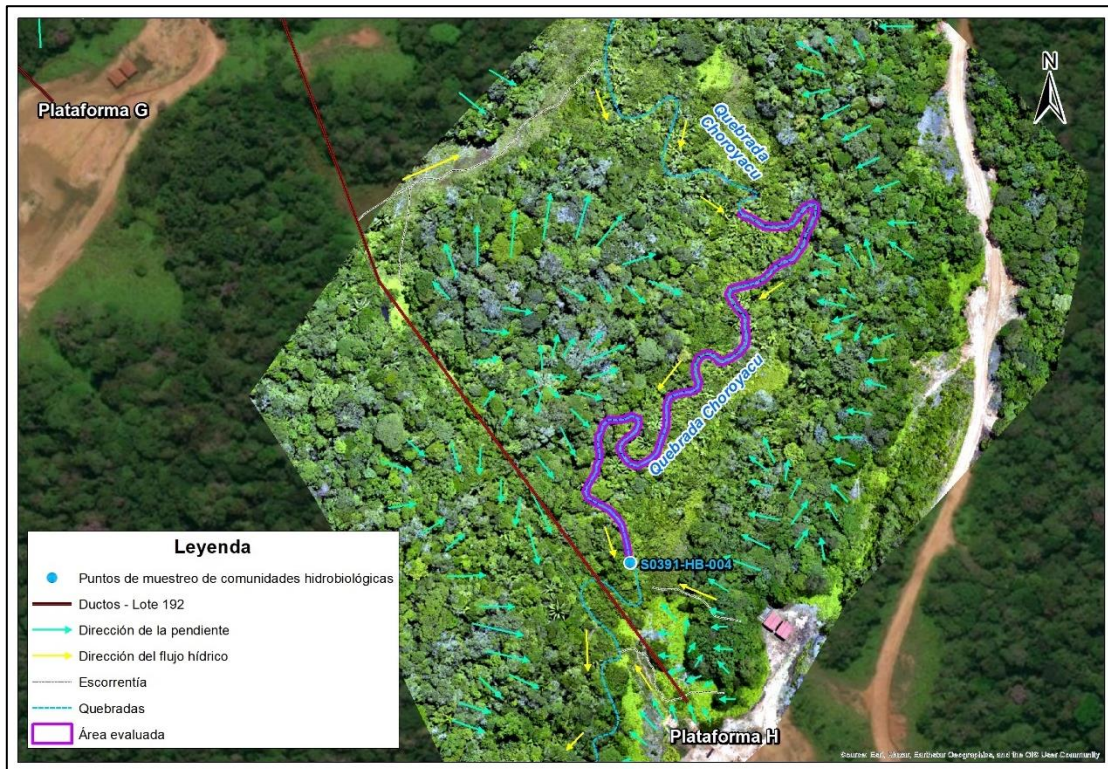 N
Plataforma G
Quebrada
Choroyacu
Quebrada Choroyacu
S0391-HB-004
Plataforma H
Leyenda
Puntos de muestreo de comunidades hidrobiológicas
Ductos - Lote 192
Dirección de la pendiente
Dirección del flujo hídrico
Escorrentía
Quebradas
Área evaluada
Source: Esri, Maxar, Earthstar Geographics, and the GIS User Community